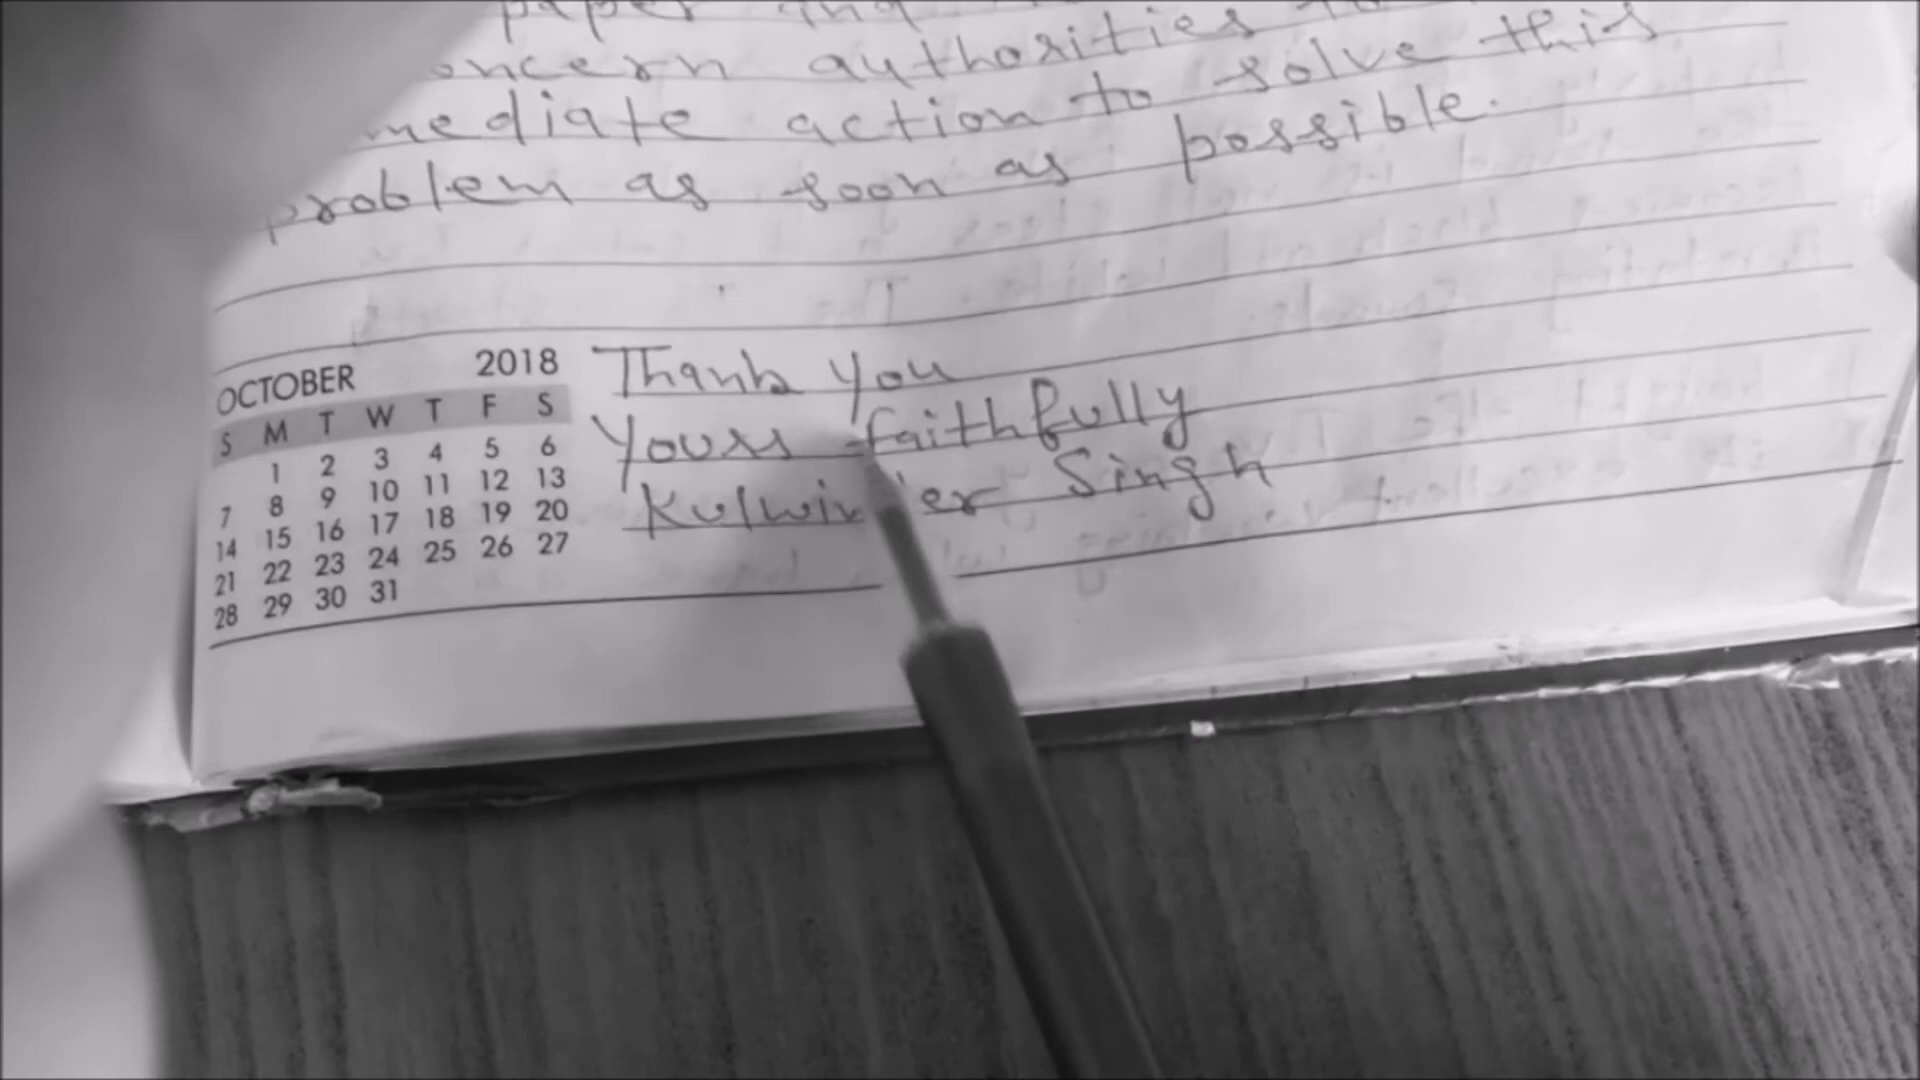 paper
authorities
mediate action to solve this
problem as soon as possible.
OCTOBER 2018
S M T W T F S
1 2 3 4 5 6
7 8 9 10 11 12 13
14 15 16 17 18 19 20
21 22 23 24 25 26 27
28 29 30 31
Thank you
Yours faithfully
Kulwinder Singh